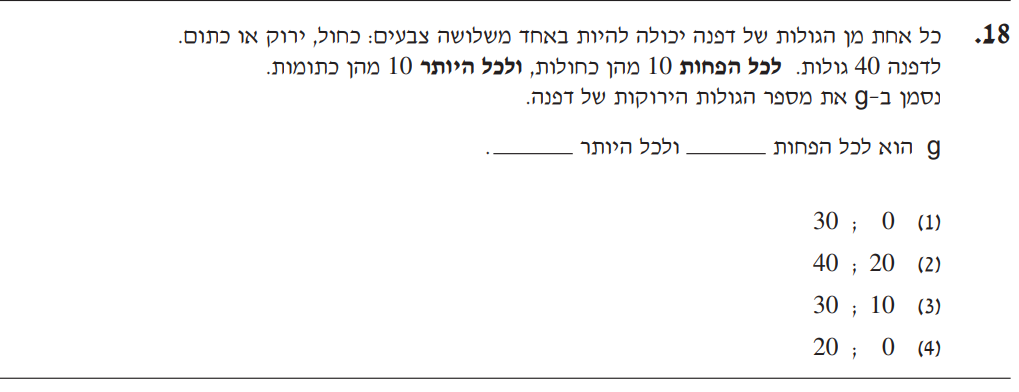 18. כל אחת מן הגולות של דפנה יכולה להיות באחד משלושה צבעים: כחול, ירוק או כתום.
לדפנה 40 גולות. לכל הפחות 10 מהן כחולות, ולכל היותר 10 מהן כתומות.
נסמן ב-g את מספר הגולות הירוקות של דפנה.
g הוא לכל הפחות ______ ולכל היותר ______ .
(1) 0 ; 30
(2) 20 ; 40
(3) 10 ; 30
(4) 0 ; 20